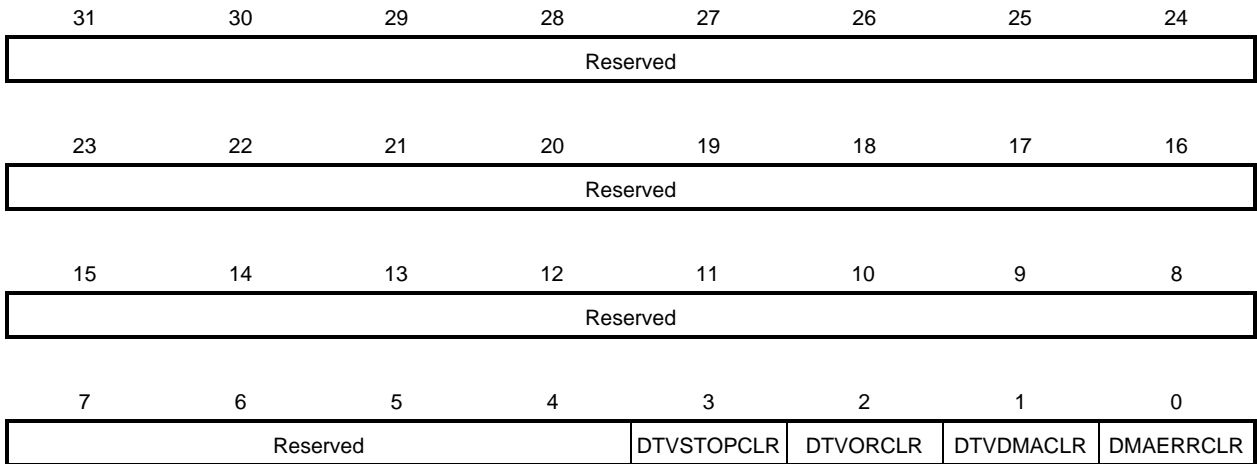 31 30 29 28 27 26 25 24
Reserved
23 22 21 20 19 18 17 16
Reserved
15 14 13 12 11 10 9 8
Reserved
7 6 5 4 3 2 1 0
Reserved DTVSTOPCLR DTVORCLR DTVDMACLR DMAERRCLR